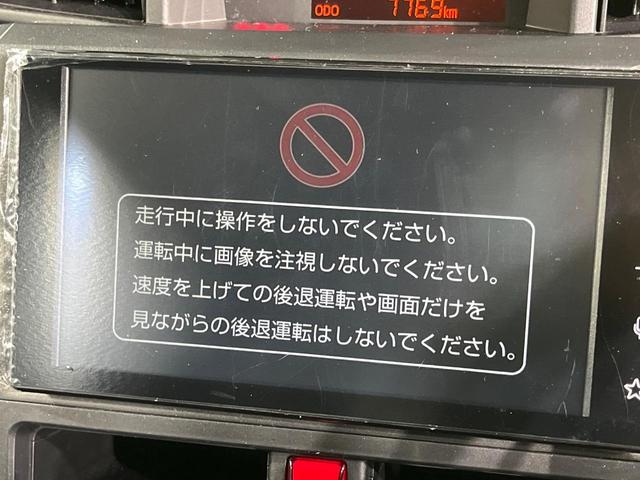 ODO 7769km
走行中に操作をしないでください。
運転中に画像を注視しないでください。
速度を上げての後退運転や画面だけを
見ながらの後退運転はしないでください。